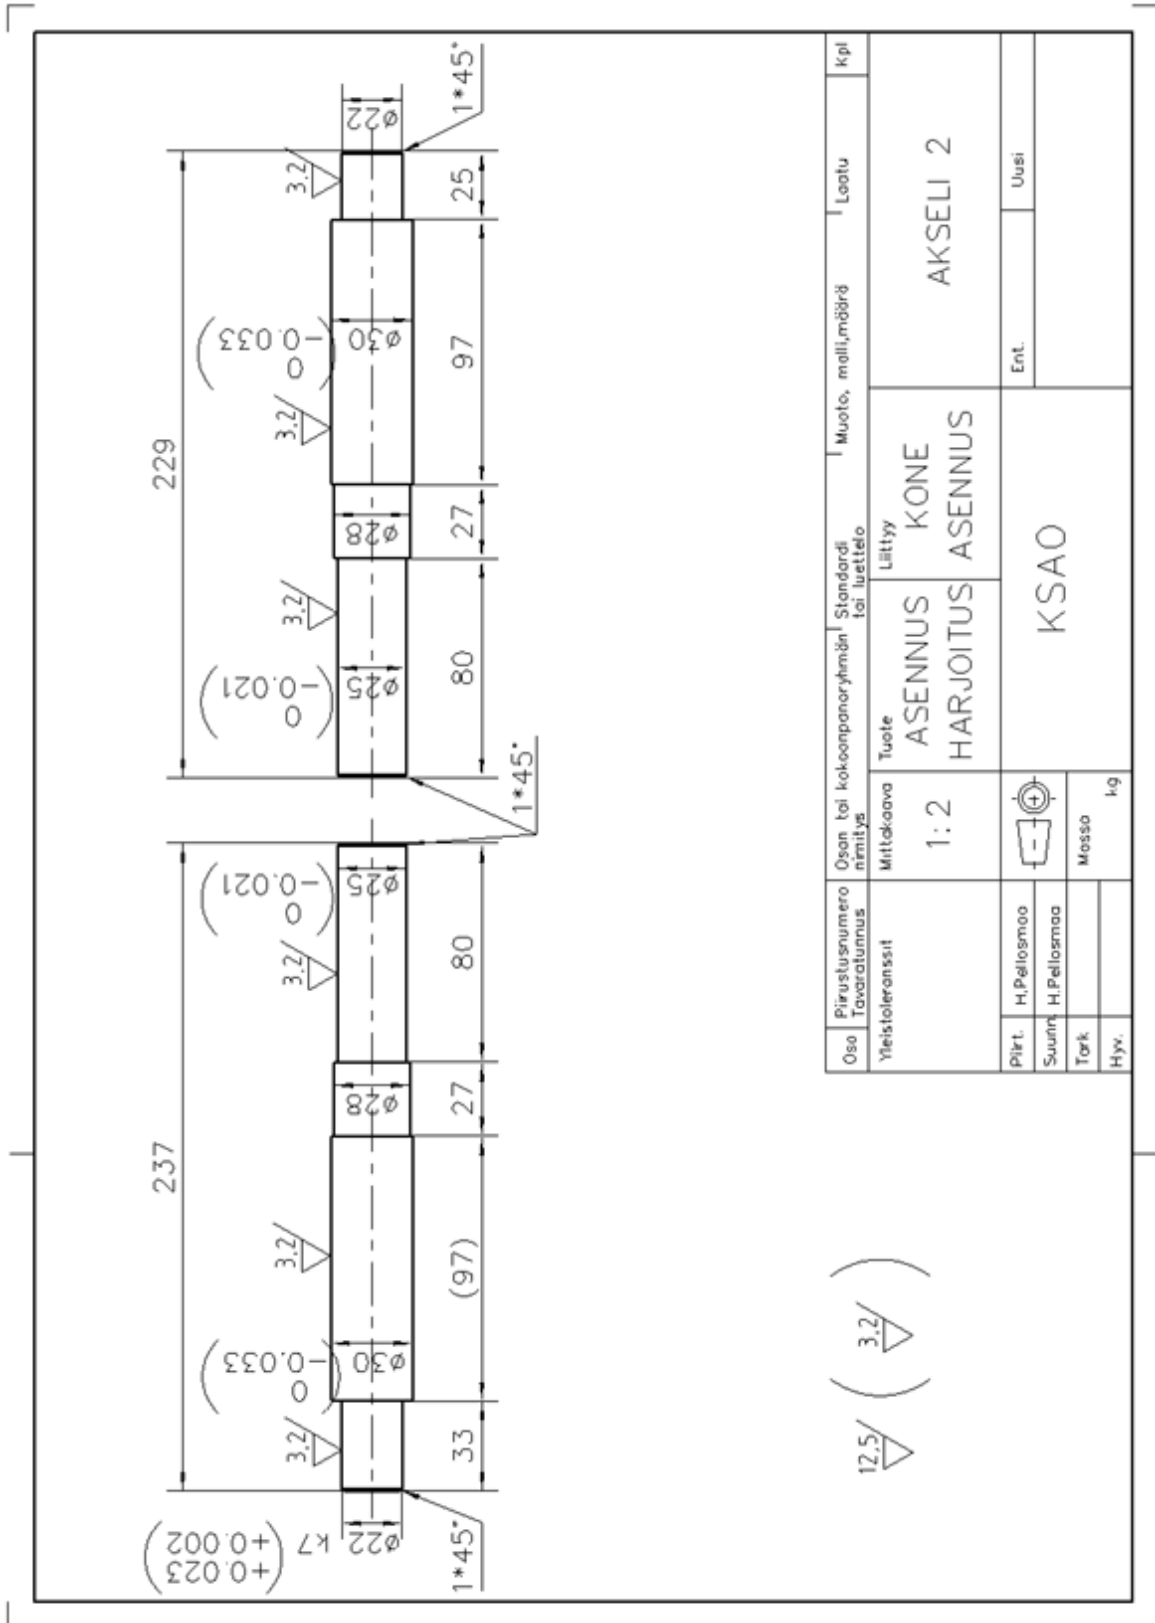 229
3.2
3.2
3.2
(0 -0.033)
(0 -0.021)
ø22
ø30
ø28
ø25
1*45°
25
97
27
80
1*45°
237
3.2
3.2
3.2
(0 -0.021)
(0 -0.033)
ø25
ø28
ø30
ø22 k7 (+0.023 +0.002)
80
27
(97)
33
1*45°
12,5 (3.2)
Osa
Piirustusnumero
Tavaratunnus
Osan tai kokoonpanoryhmän
nimitys
Standardi
tai luettelo
Muoto, malli,määrä
Laatu
Kpl
Yleistoleranssit
Mittakaava
1:2
Tuote
ASENNUS
HARJOITUS
Liittyy
KONE
ASENNUS
AKSELI 2
Piirt. H.Pellosmaa
Suunn. H.Pellosmaa
Tark
Hyv.
Massa
kg
KSAO
Ent.
Uusi